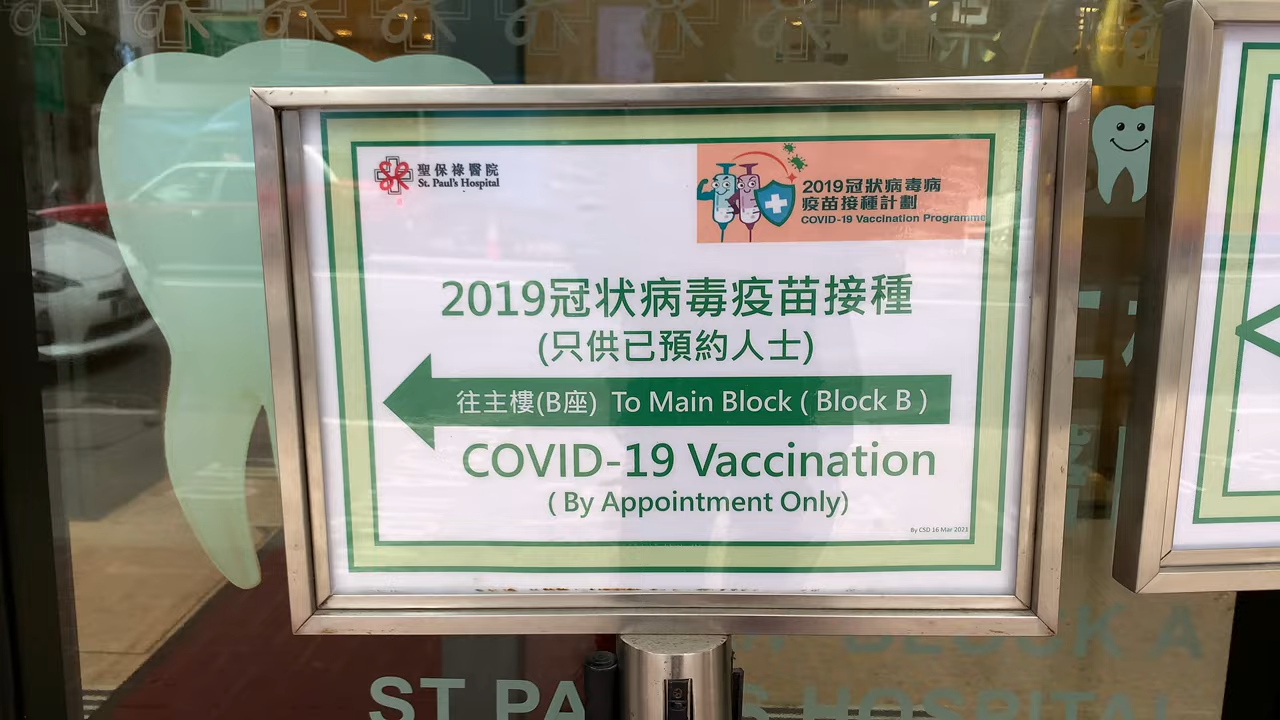 聖保祿醫院
St. Paul's Hospital
2019冠狀病毒病
疫苗接種計劃
COVID-19 Vaccination Programme
2019冠狀病毒疫苗接種
(只供已預約人士)
往主樓(B座) To Main Block ( Block B )
COVID-19 Vaccination
( By Appointment Only)
By CSD 16 Mar 2021
BLOCK A
ST PA S HOSPITAL